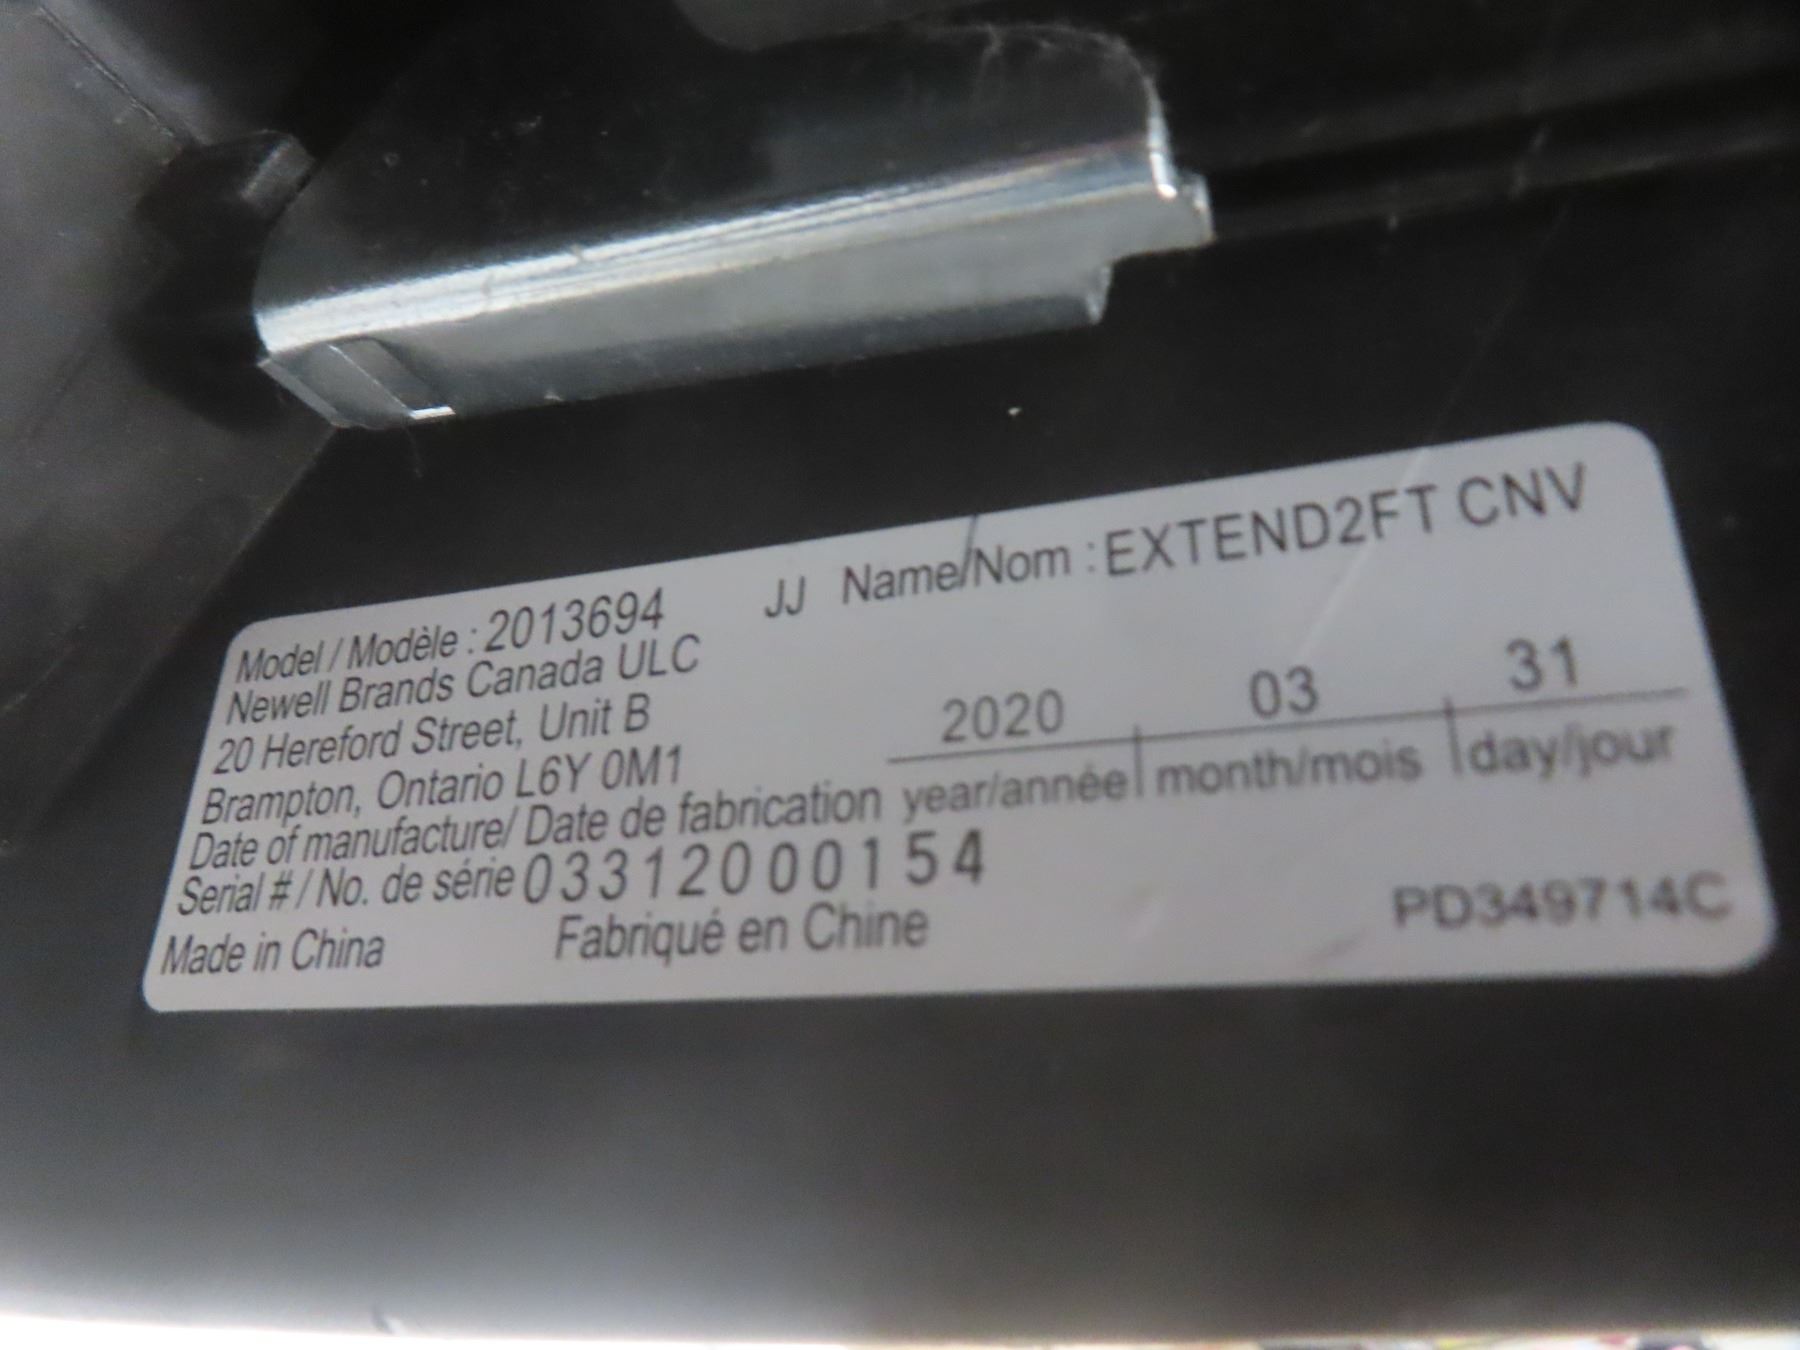 Model / Modèle : 2013694 JJ Name/Nom : EXTEND2FT CNV
Newell Brands Canada ULC
20 Hereford Street, Unit B
Brampton, Ontario L6Y 0M1
2020 03 31
Date of manufacture/ Date de fabrication year/année month/mois day/jour
Serial # / No. de série 03312000154
Made in China Fabriqué en Chine PD349714C